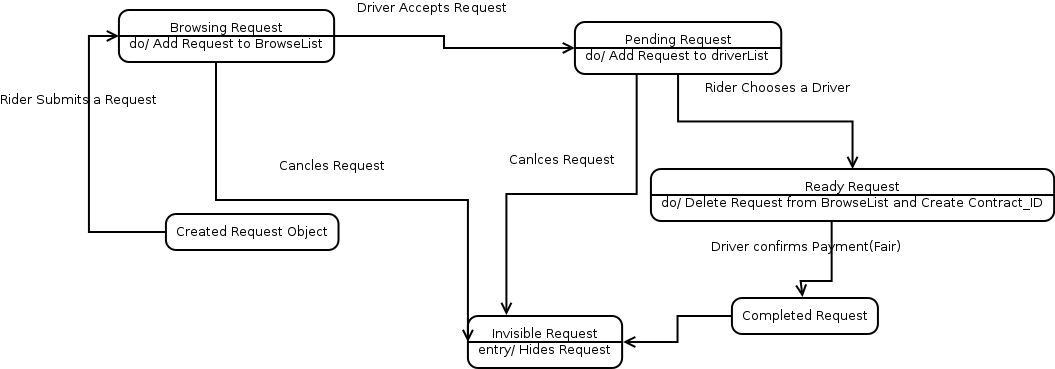 Driver Accepts Request
Browsing Request
do/ Add Request to BrowseList
Pending Request
do/ Add Request to driverList
Rider Chooses a Driver
Rider Submits a Request
Cancles Request
Canlces Request
Ready Request
do/ Delete Request from BrowseList and Create Contract_ID
Created Request Object
Driver confirms Payment(Fair)
Completed Request
Invisible Request
entry/ Hides Request